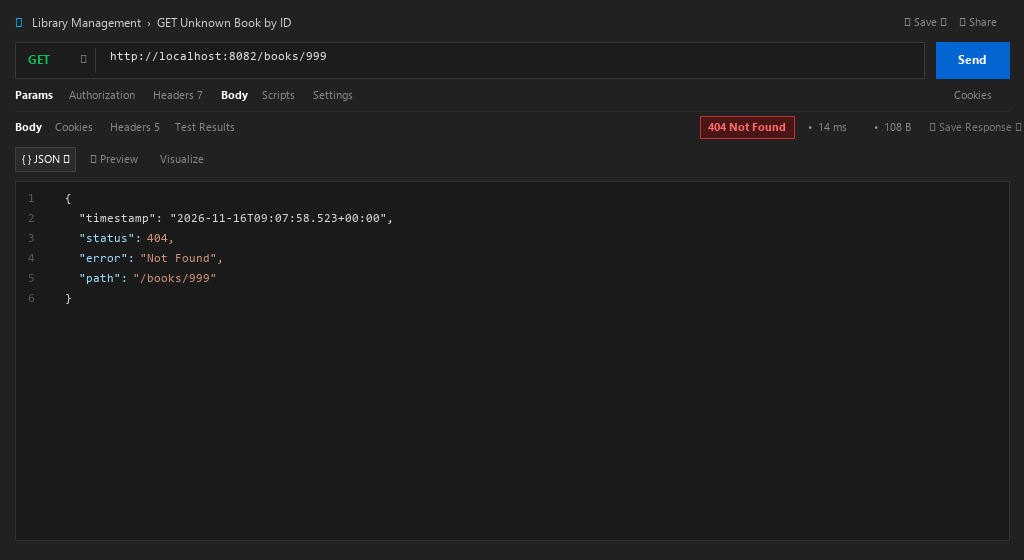 Library Management › GET Unknown Book by ID
Save
Share
GET
http://localhost:8082/books/999
Send
Params Authorization Headers 7 Body Scripts Settings
Cookies
Body Cookies Headers 5 Test Results
404 Not Found • 14 ms • 108 B Save Response
{ } JSON Preview Visualize
1 {
2 "timestamp": "2026-11-16T09:07:58.523+00:00",
3 "status": 404,
4 "error": "Not Found",
5 "path": "/books/999"
6 }